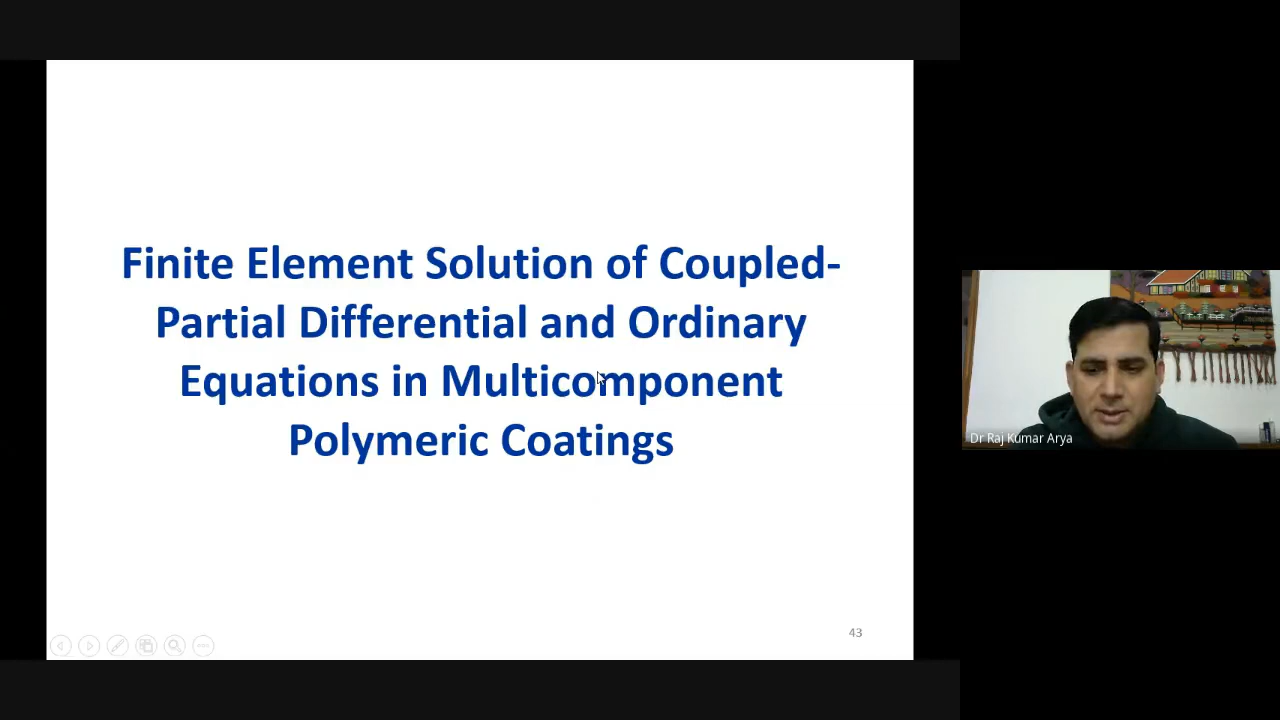 Finite Element Solution of Coupled-
Partial Differential and Ordinary
Equations in Multicomponent
Polymeric Coatings
43
Dr Raj Kumar Arya